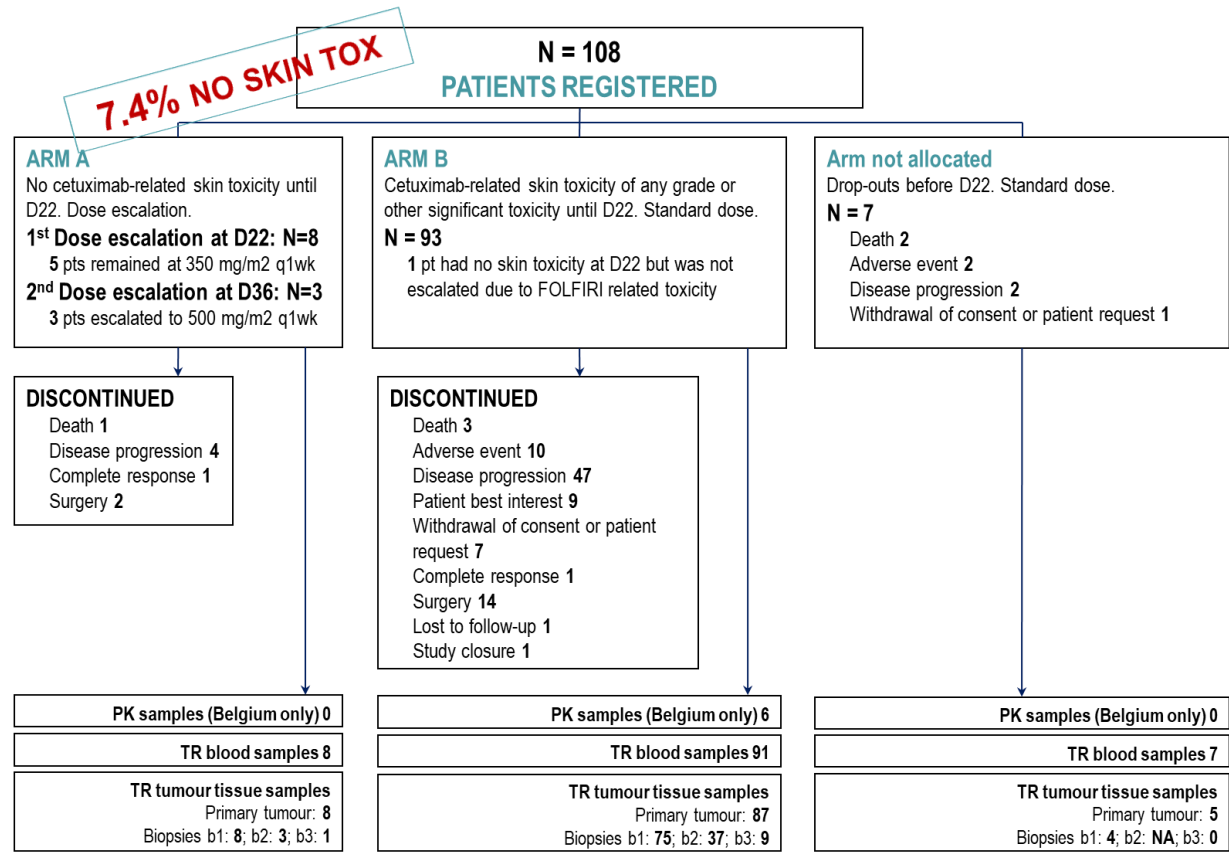 7.4% NO SKIN TOX
N = 108
PATIENTS REGISTERED
ARM A
No cetuximab-related skin toxicity until
D22. Dose escalation.
1st Dose escalation at D22: N=8
5 pts remained at 350 mg/m2 q1wk
2nd Dose escalation at D36: N=3
3 pts escalated to 500 mg/m2 q1wk
ARM B
Cetuximab-related skin toxicity of any grade or
other significant toxicity until D22. Standard dose.
N = 93
1 pt had no skin toxicity at D22 but was not
escalated due to FOLFIRI related toxicity
Arm not allocated
Drop-outs before D22. Standard dose.
N = 7
Death 2
Adverse event 2
Disease progression 2
Withdrawal of consent or patient request 1
DISCONTINUED
Death 1
Disease progression 4
Complete response 1
Surgery 2
DISCONTINUED
Death 3
Adverse event 10
Disease progression 47
Patient best interest 9
Withdrawal of consent or patient
request 7
Complete response 1
Surgery 14
Lost to follow-up 1
Study closure 1
PK samples (Belgium only) 0
TR blood samples 8
TR tumour tissue samples
Primary tumour: 8
Biopsies b1: 8; b2: 3; b3: 1
PK samples (Belgium only) 6
TR blood samples 91
TR tumour tissue samples
Primary tumour: 87
Biopsies b1: 75; b2: 37; b3: 9
PK samples (Belgium only) 0
TR blood samples 7
TR tumour tissue samples
Primary tumour: 5
Biopsies b1: 4; b2: NA; b3: 0